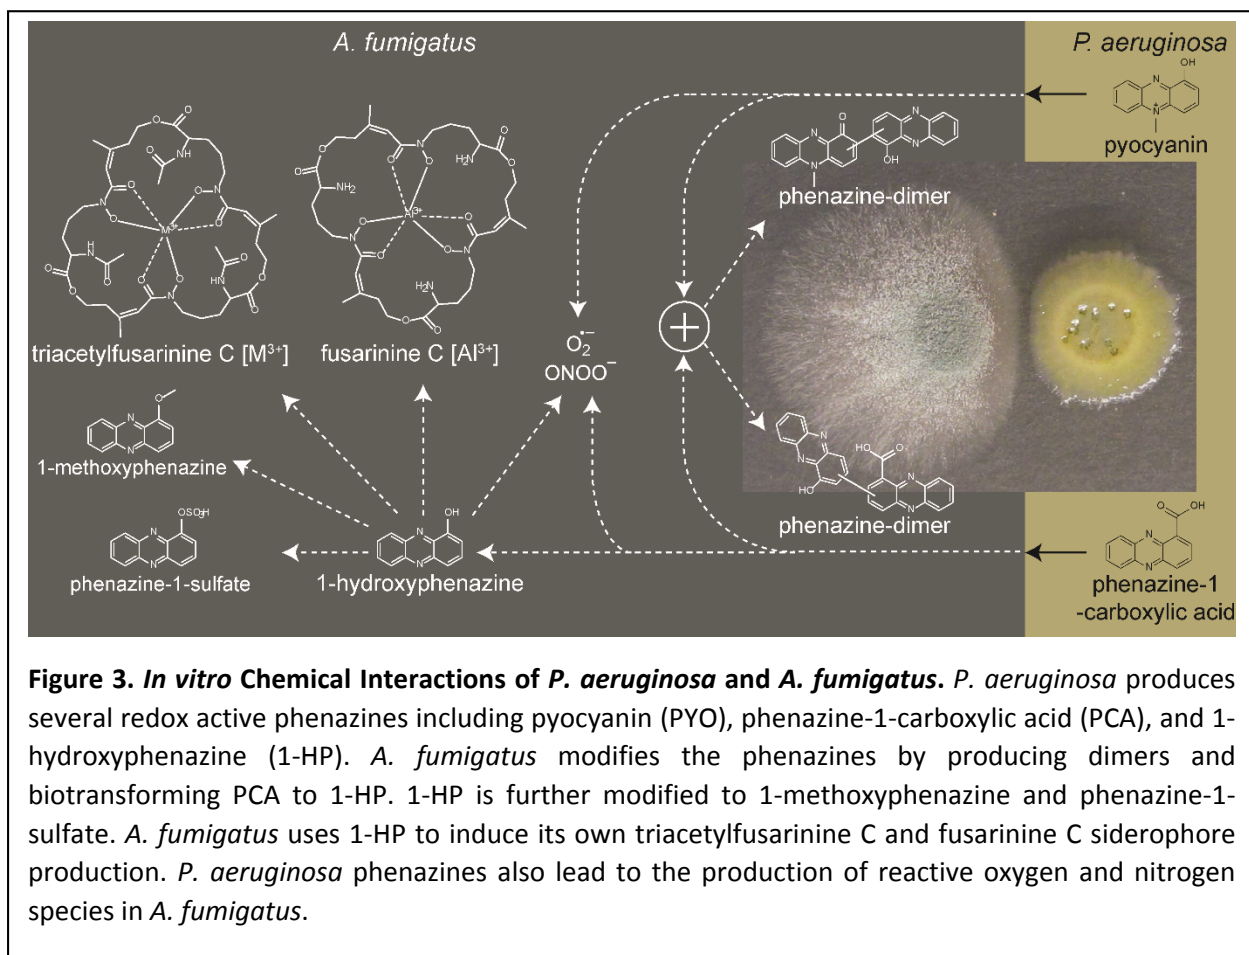 A. fumigatus
P. aeruginosa
pyocyanin
phenazine-dimer
triacetylfusarinine C [M³⁺]
fusarinine C [Al³⁺]
O₂•⁻
ONOO⁻
1-methoxyphenazine
phenazine-1-sulfate
1-hydroxyphenazine
phenazine-dimer
phenazine-1
-carboxylic acid
Figure 3. In vitro Chemical Interactions of P. aeruginosa and A. fumigatus. P. aeruginosa produces
several redox active phenazines including pyocyanin (PYO), phenazine-1-carboxylic acid (PCA), and 1-
hydroxyphenazine (1-HP). A. fumigatus modifies the phenazines by producing dimers and
biotransforming PCA to 1-HP. 1-HP is further modified to 1-methoxyphenazine and phenazine-1-
sulfate. A. fumigatus uses 1-HP to induce its own triacetylfusarinine C and fusarinine C siderophore
production. P. aeruginosa phenazines also lead to the production of reactive oxygen and nitrogen
species in A. fumigatus.